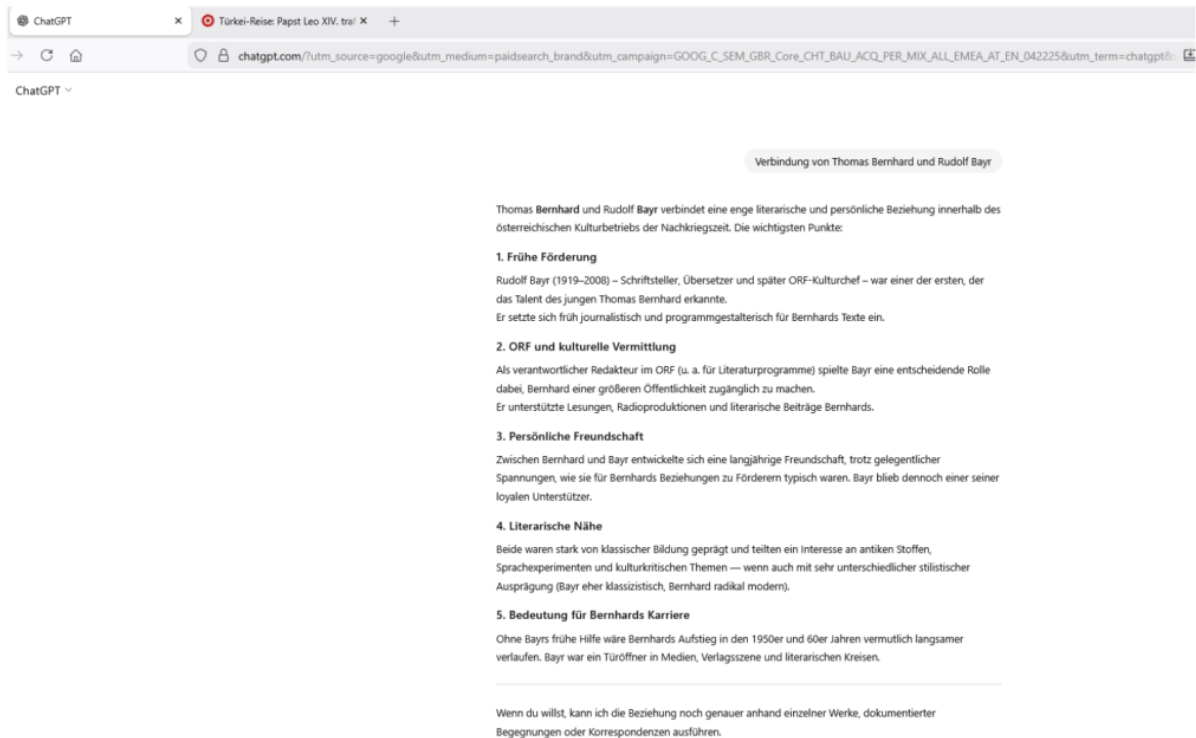 ChatGPT
Türkei-Reise: Papst Leo XIV. traf
chatgpt.com/?utm_source=google&utm_medium=paidsearch_brand&utm_campaign=GOOG_C_SEM_GBR_Core_CHT_BAU_ACQ_PER_MIX_ALL_EMEA_AT_EN_042225&utm_term=chatgpt&
ChatGPT
Verbindung von Thomas Bernhard und Rudolf Bayr
Thomas Bernhard und Rudolf Bayr verbindet eine enge literarische und persönliche Beziehung innerhalb des
österreichischen Kulturbetriebs der Nachkriegszeit. Die wichtigsten Punkte:
1. Frühe Förderung
Rudolf Bayr (1919–2008) – Schriftsteller, Übersetzer und später ORF-Kulturchef – war einer der ersten, der
das Talent des jungen Thomas Bernhard erkannte.
Er setzte sich früh journalistisch und programmgestalterisch für Bernhards Texte ein.
2. ORF und kulturelle Vermittlung
Als verantwortlicher Redakteur im ORF (u. a. für Literaturprogramme) spielte Bayr eine entscheidende Rolle
dabei, Bernhard einer größeren Öffentlichkeit zugänglich zu machen.
Er unterstützte Lesungen, Radioproduktionen und literarische Beiträge Bernhards.
3. Persönliche Freundschaft
Zwischen Bernhard und Bayr entwickelte sich eine langjährige Freundschaft, trotz gelegentlicher
Spannungen, wie sie für Bernhards Beziehungen zu Förderern typisch waren. Bayr blieb dennoch einer seiner
loyalen Unterstützer.
4. Literarische Nähe
Beide waren stark von klassischer Bildung geprägt und teilten ein Interesse an antiken Stoffen,
Sprachexperimenten und kulturkritischen Themen — wenn auch mit sehr unterschiedlicher stilistischer
Ausprägung (Bayr eher klassizistisch, Bernhard radikal modern).
5. Bedeutung für Bernhards Karriere
Ohne Bayrs frühe Hilfe wäre Bernhards Aufstieg in den 1950er und 60er Jahren vermutlich langsamer
verlaufen. Bayr war ein Türöffner in Medien, Verlagsszene und literarischen Kreisen.
Wenn du willst, kann ich die Beziehung noch genauer anhand einzelner Werke, dokumentierter
Begegnungen oder Korrespondenzen ausführen.